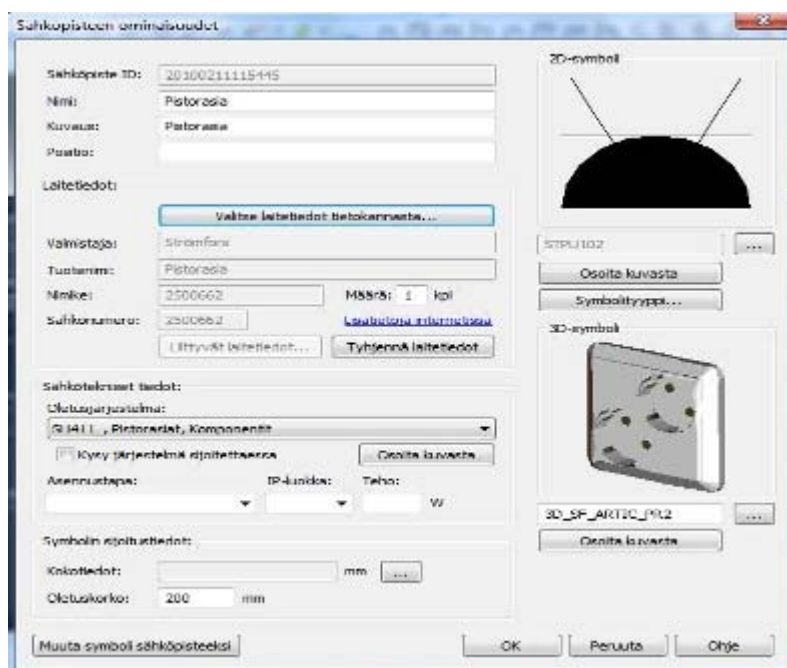 Sähköpisteen ominaisuudet
Sähköpiste ID: 20100211115445
Nimi: Pistorasia
Kuvaus: Pistorasia
Positio:
Laitetiedot:
Valitse laitetiedot tietokannasta...
Valmistaja: Strömfors
Tuotenimi: Pistorasia
Nimike: 2500662 Määrä: 1 kpl
Sähkönumero: 2500662 Lisätietoja internetissä
Liittyvät laitetiedot... Tyhjennä laitetiedot
Sähkötekniset tiedot:
Oletusjärjestelmä:
, Pistorasiat, Komponentit
Kysy järjestelmä sijoitettaessa Osoita kuvasta
Asennustapa: IP-luokka: Teho:
W
Symbolin sijoitustiedot:
Kokotiedot: mm ...
Oletuskorko: 200 mm
Muuta symboli sähköpisteeksi OK Peruuta Ohje
2D-symboli
STPU102 ...
Osoita kuvasta
Symbolityyppi...
3D-symboli
3D_SF_ARTIC_PR2 ...
Osoita kuvasta